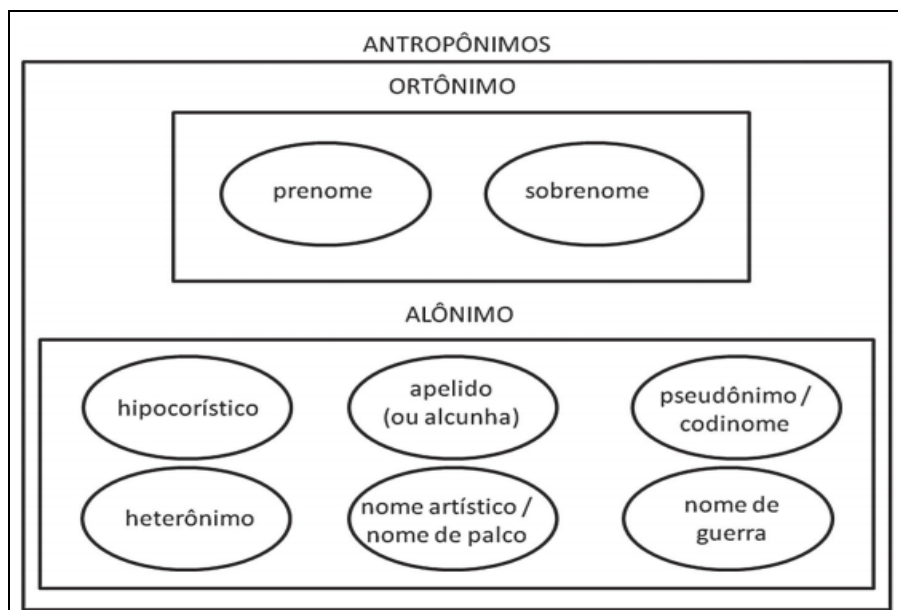 ANTROPÔNIMOS
ORTÔNIMO
prenome
sobrenome
ALÔNIMO
hipocorístico
apelido
(ou alcunha)
pseudônimo /
codinome
heterônimo
nome artístico /
nome de palco
nome de
guerra